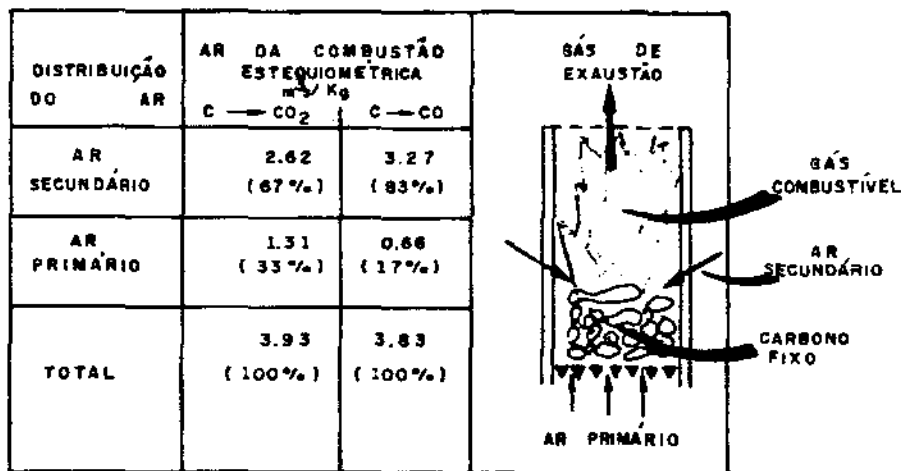 DISTRIBUIÇÃO
DO AR
AR DA COMBUSTÃO
ESTEQUIOMÉTRICA
m³/Kg
C → CO₂
C → CO
AR
SECUNDÁRIO
2.62
(67%)
3.27
(83%)
AR
PRIMÁRIO
1.31
(33%)
0.66
(17%)
TOTAL
3.93
(100%)
3.83
(100%)
GÁS DE
EXAUSTÃO
GÁS
COMBUSTÍVEL
AR
SECUNDÁRIO
CARBONO
FIXO
AR PRIMÁRIO